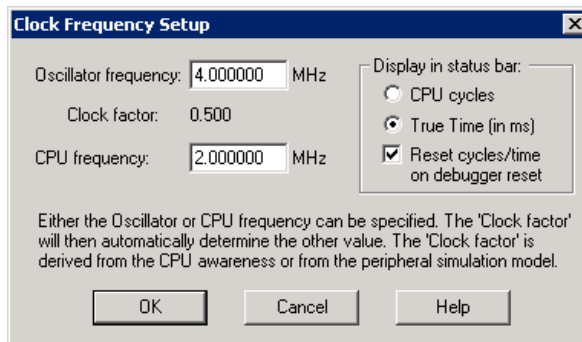 Clock Frequency Setup
Oscillator frequency: 4.000000 MHz
Clock factor: 0.500
CPU frequency: 2.000000 MHz
Display in status bar:
CPU cycles
True Time (in ms)
Reset cycles/time
on debugger reset
Either the Oscillator or CPU frequency can be specified. The 'Clock factor'
will then automatically determine the other value. The 'Clock factor' is
derived from the CPU awareness or from the peripheral simulation model.
OK Cancel Help